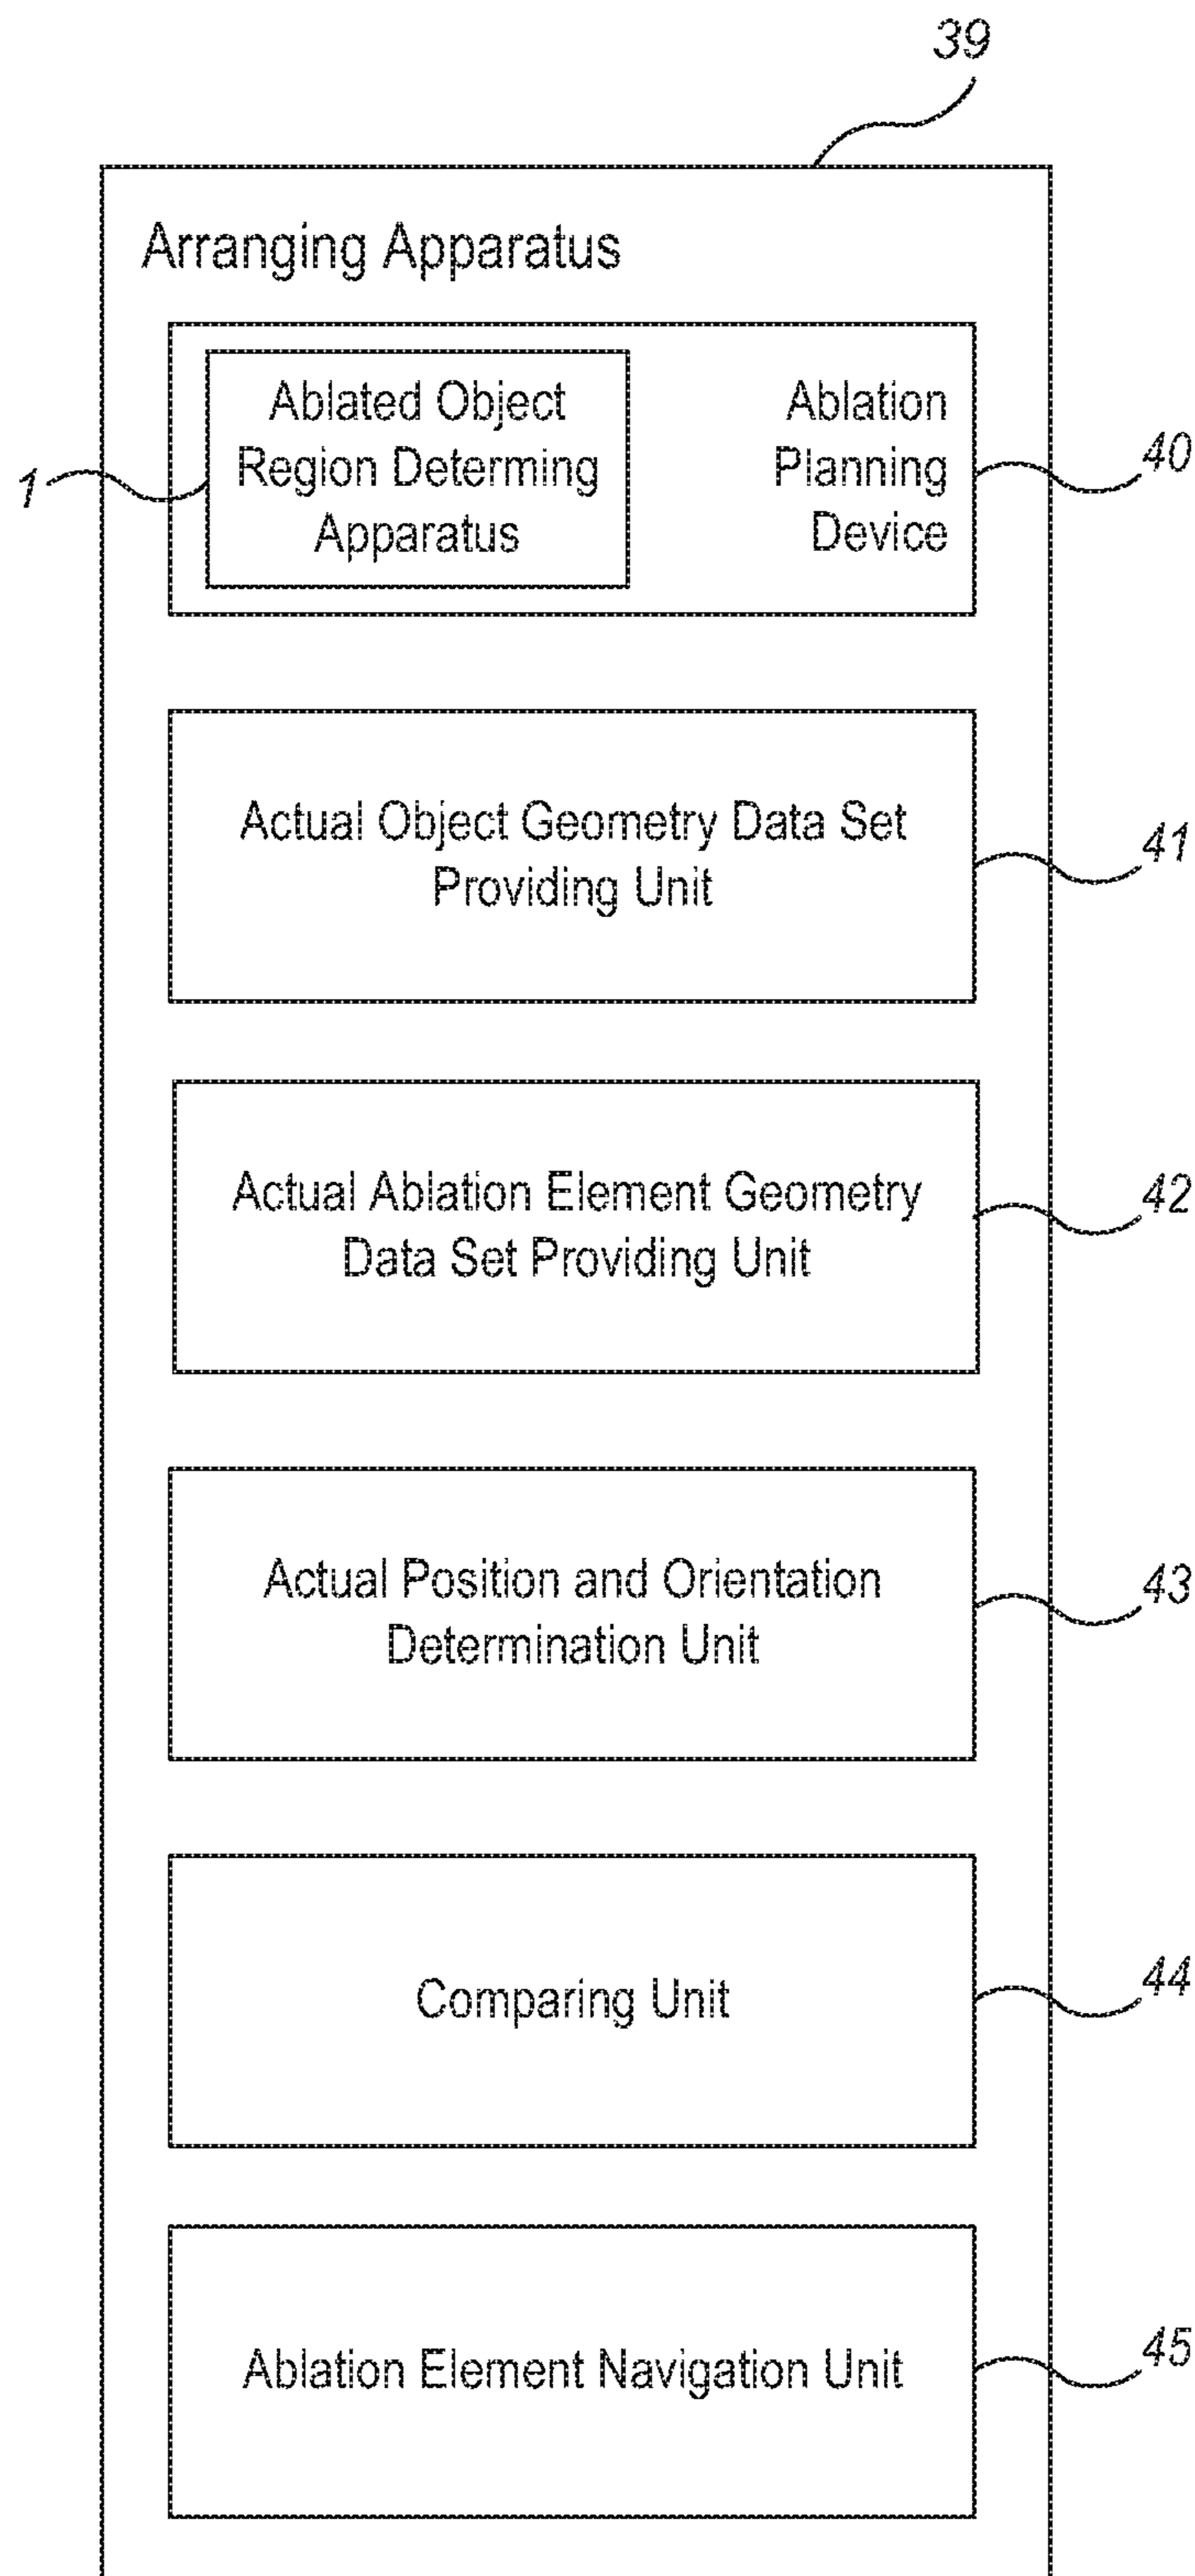 39
Arranging Apparatus
Ablated Object
Region Determing
Apparatus
1
Ablation
Planning
Device
40
Actual Object Geometry Data Set
Providing Unit
41
Actual Ablation Element Geometry
Data Set Providing Unit
42
Actual Position and Orientation
Determination Unit
43
Comparing Unit
44
Ablation Element Navigation Unit
45